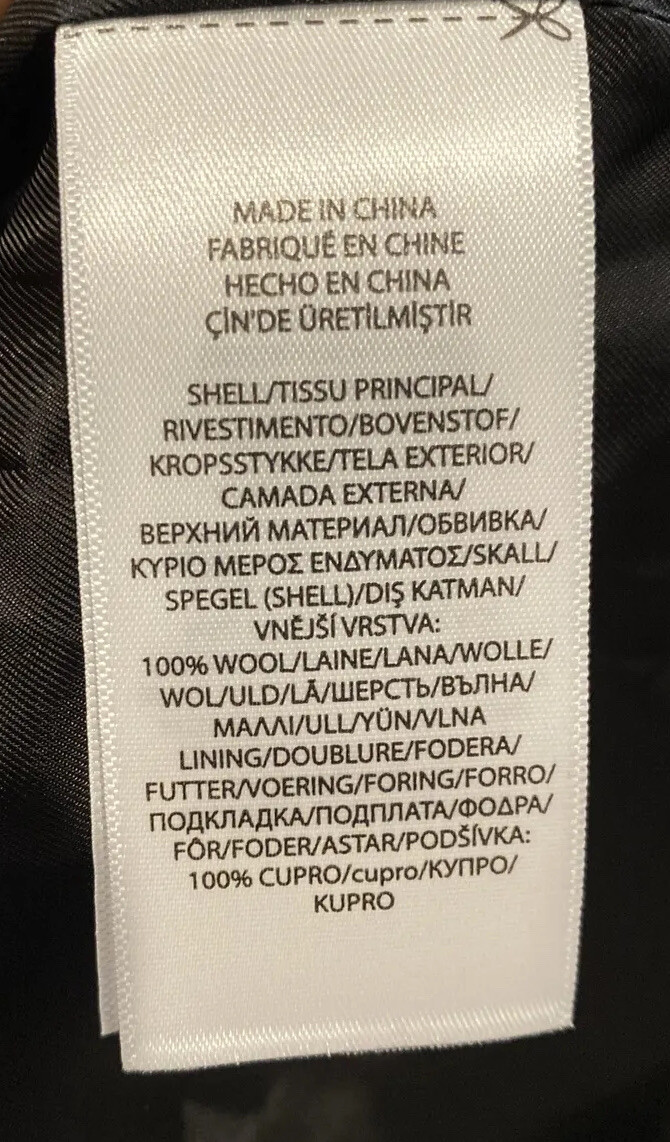 MADE IN CHINA
FABRIQUÉ EN CHINE
HECHO EN CHINA
ÇİN'DE ÜRETİLMİŞTİR
SHELL/TISSU PRINCIPAL/
RIVESTIMENTO/BOVENSTOF/
KROPSSTYKKE/TELA EXTERIOR/
CAMADA EXTERNA/
ВЕРХНИЙ МАТЕРИАЛ/ОБВИВКА/
ΚΥΡΙΟ ΜΕΡΟΣ ΕΝΔΥΜΑΤΟΣ/SKALL/
SPEGEL (SHELL)/DIŞ KATMAN/
VNĚJŠÍ VRSTVA:
100% WOOL/LAINE/LANA/WOLLE/
WOL/ULD/LÃ/ШЕРСТЬ/ВЪЛНА/
ΜΑΛΛΙ/ULL/YÜN/VLNA
LINING/DOUBLURE/FODERA/
FUTTER/VOERING/FORING/FORRO/
ПОДКЛАДКА/ПОДПЛАТА/ΦΟΔΡΑ/
FÔR/FODER/ASTAR/PODŠÍVKA:
100% CUPRO/cupro/КУПРО/
KUPRO